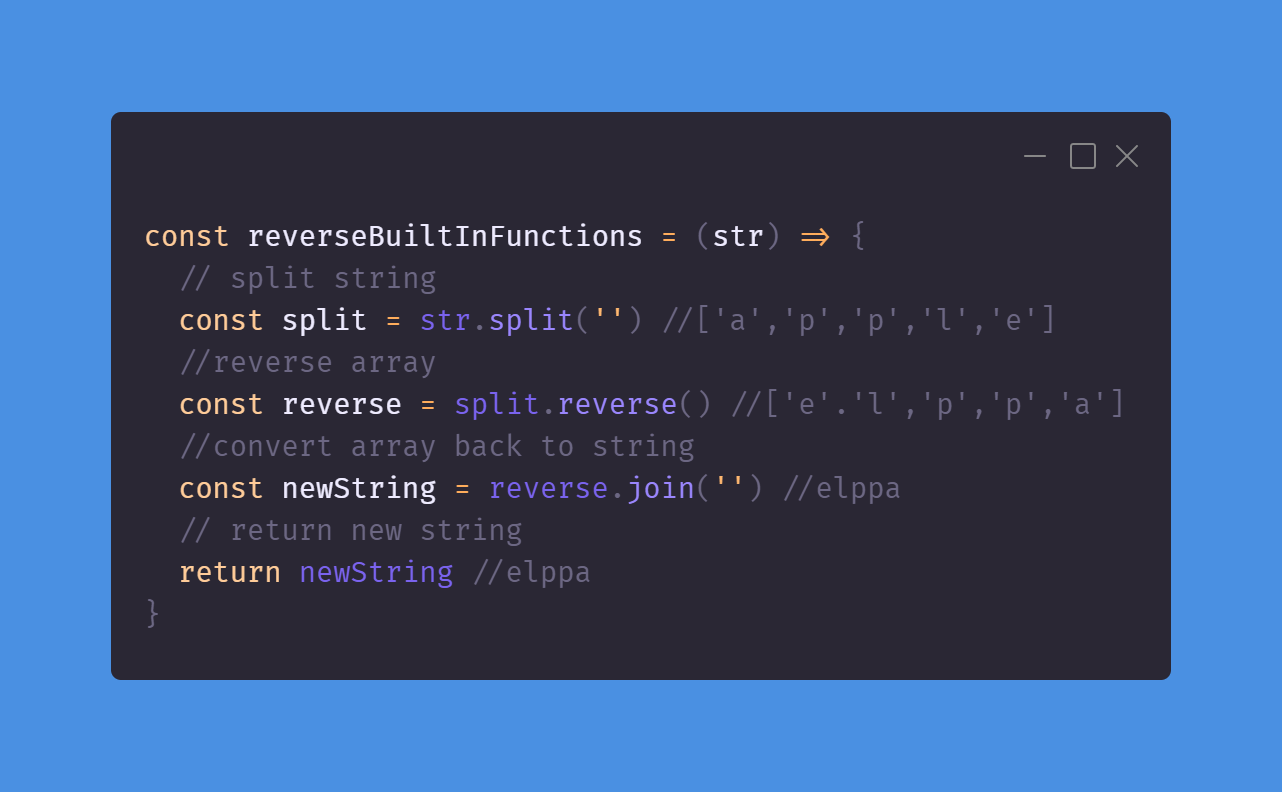 const reverseBuiltInFunctions = (str) => {
  // split string
  const split = str.split('') //['a','p','p','l','e']
  //reverse array
  const reverse = split.reverse() //['e'.'l','p','p','a']
  //convert array back to string
  const newString = reverse.join('') //elppa
  // return new string
  return newString //elppa
}